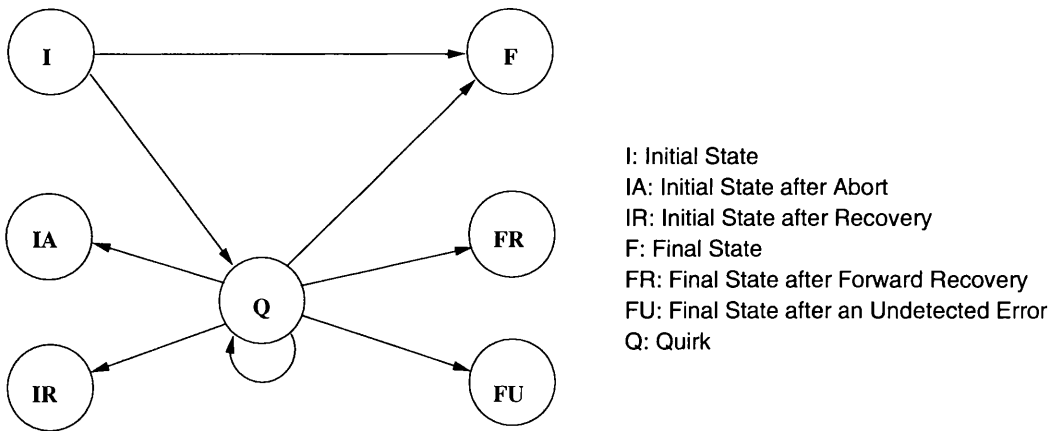 I
F
IA
FR
Q
IR
FU
I: Initial State
IA: Initial State after Abort
IR: Initial State after Recovery
F: Final State
FR: Final State after Forward Recovery
FU: Final State after an Undetected Error
Q: Quirk